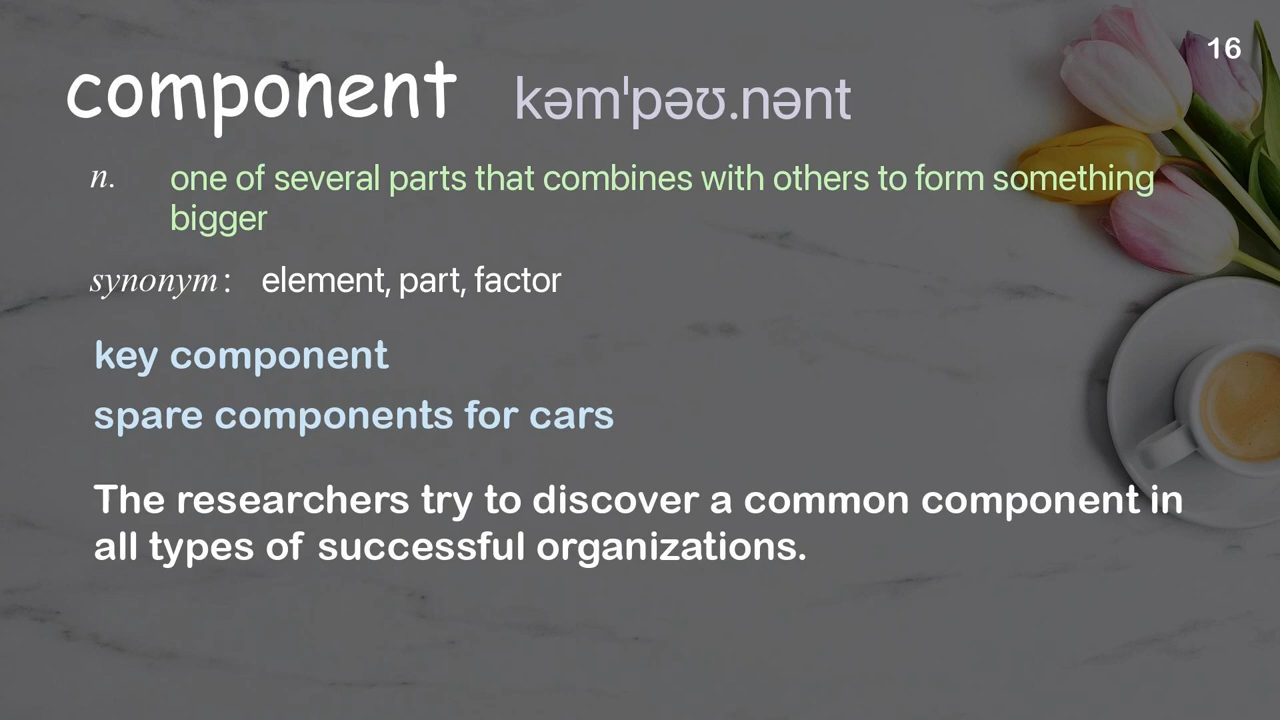 16
component kəmˈpəʊ.nənt
n. one of several parts that combines with others to form something
bigger
synonym: element, part, factor
key component
spare components for cars
The researchers try to discover a common component in
all types of successful organizations.